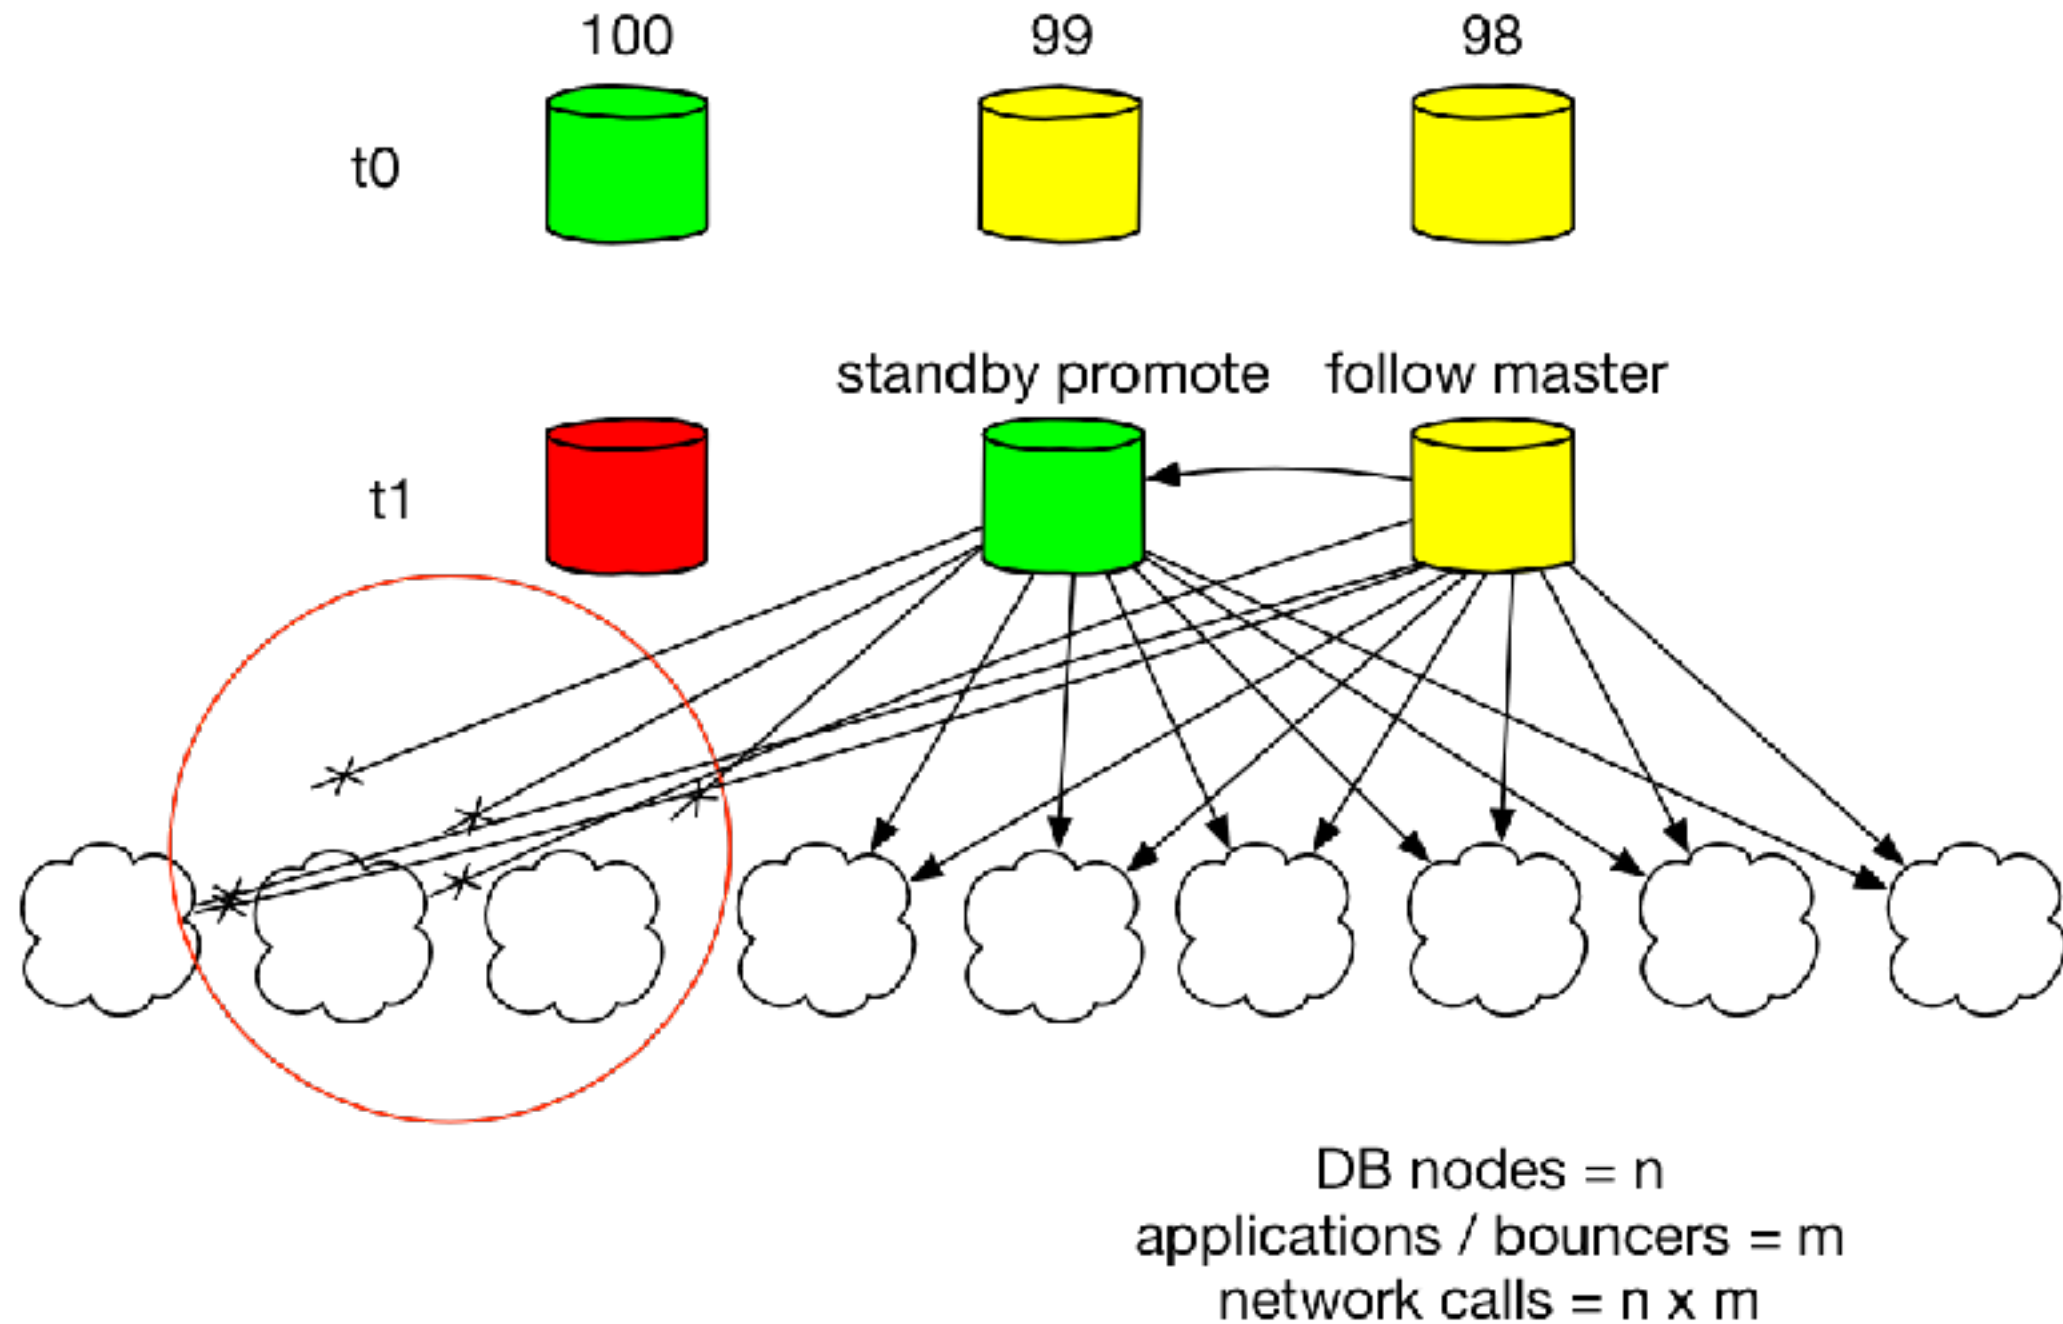 100 99 98
t0
standby promote follow master
t1
DB nodes = n
applications / bouncers = m
network calls = n x m